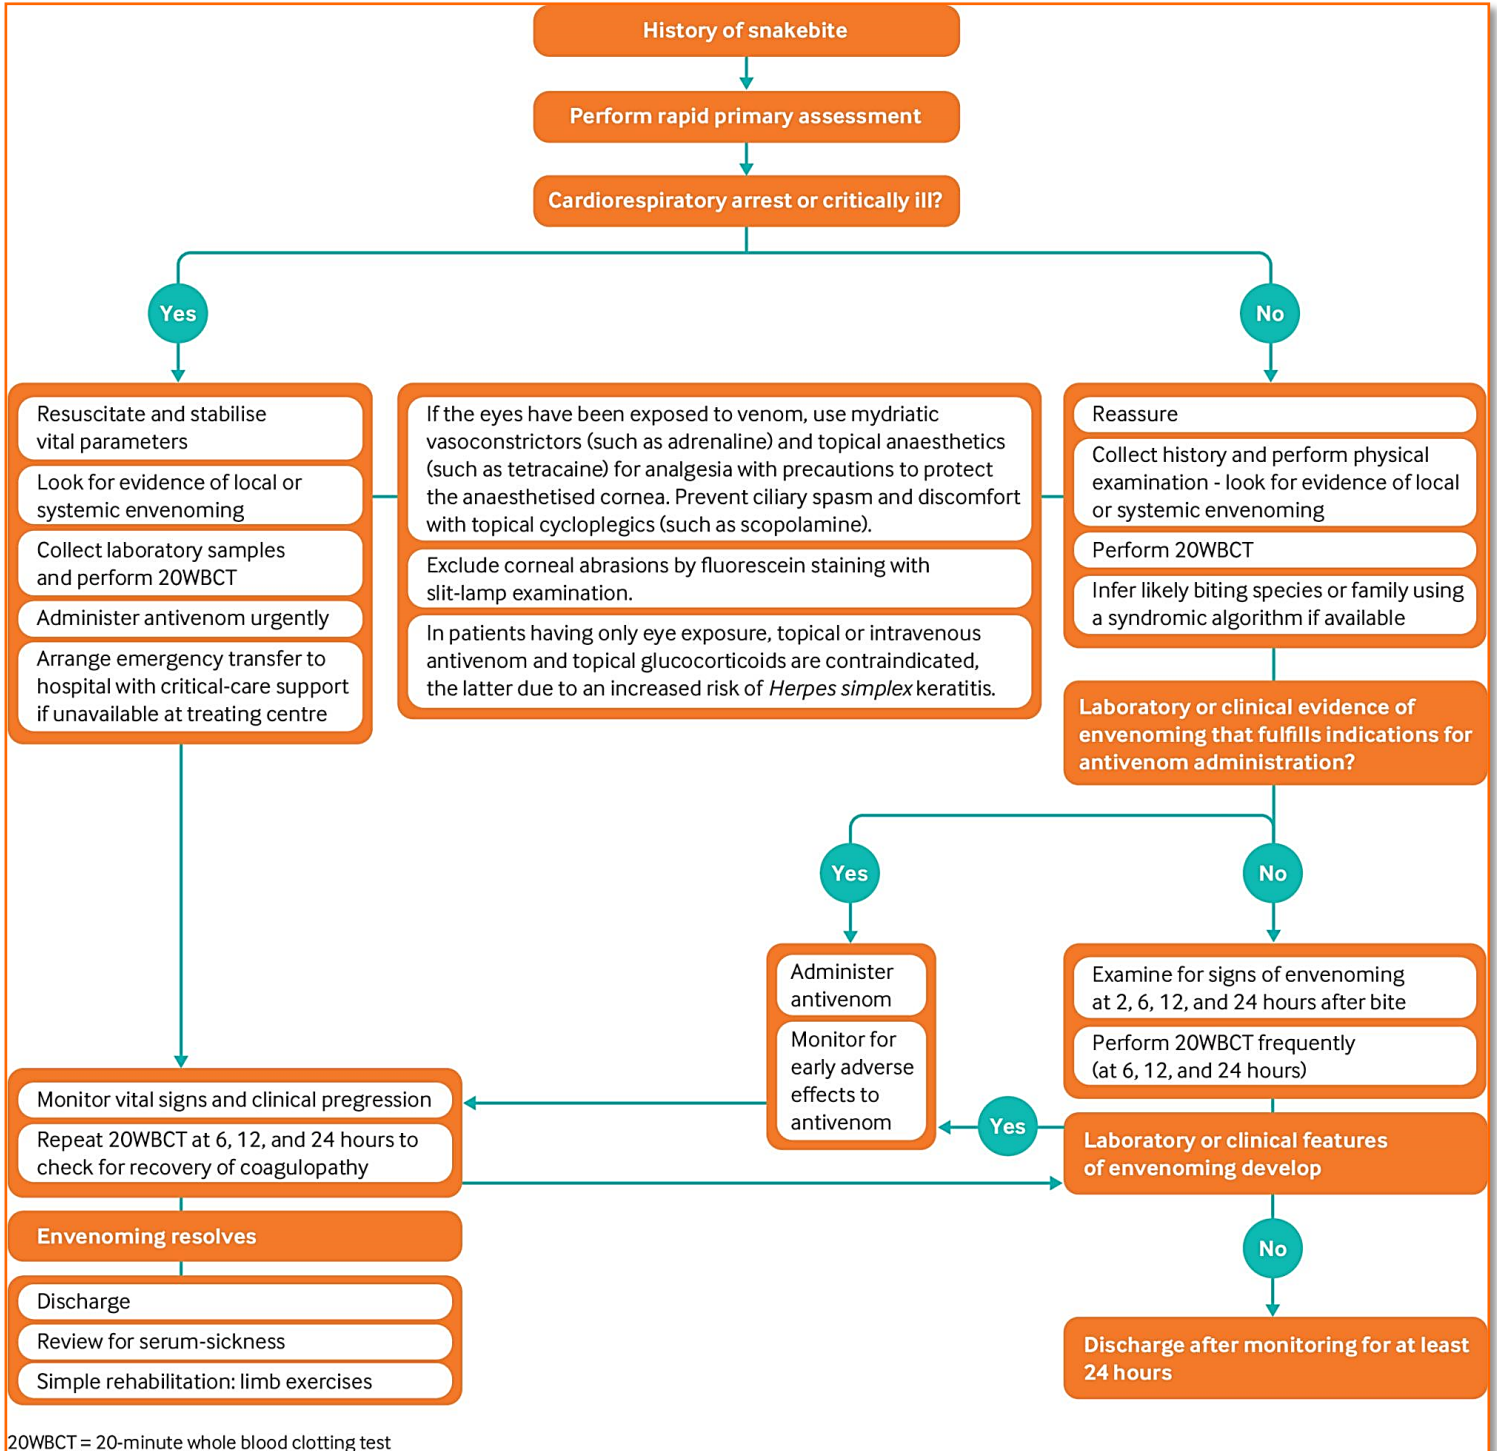 History of snakebite
Perform rapid primary assessment
Cardiorespiratory arrest or critically ill?
Yes
No
Resuscitate and stabilise
vital parameters
Look for evidence of local or
systemic envenoming
Collect laboratory samples
and perform 20WBCT
Administer antivenom urgently
Arrange emergency transfer to
hospital with critical-care support
if unavailable at treating centre
If the eyes have been exposed to venom, use mydriatic
vasoconstrictors (such as adrenaline) and topical anaesthetics
(such as tetracaine) for analgesia with precautions to protect
the anaesthetised cornea. Prevent ciliary spasm and discomfort
with topical cycloplegics (such as scopolamine).
Exclude corneal abrasions by fluorescein staining with
slit-lamp examination.
In patients having only eye exposure, topical or intravenous
antivenom and topical glucocorticoids are contraindicated,
the latter due to an increased risk of Herpes simplex keratitis.
Reassure
Collect history and perform physical
examination - look for evidence of local
or systemic envenoming
Perform 20WBCT
Infer likely biting species or family using
a syndromic algorithm if available
Laboratory or clinical evidence of
envenoming that fulfills indications for
antivenom administration?
Yes
No
Administer
antivenom
Monitor for
early adverse
effects to
antivenom
Examine for signs of envenoming
at 2, 6, 12, and 24 hours after bite
Perform 20WBCT frequently
(at 6, 12, and 24 hours)
Yes
Laboratory or clinical features
of envenoming develop
No
Discharge after monitoring for at least
24 hours
Monitor vital signs and clinical pregression
Repeat 20WBCT at 6, 12, and 24 hours to
check for recovery of coagulopathy
Envenoming resolves
Discharge
Review for serum-sickness
Simple rehabilitation: limb exercises
20WBCT = 20-minute whole blood clotting test